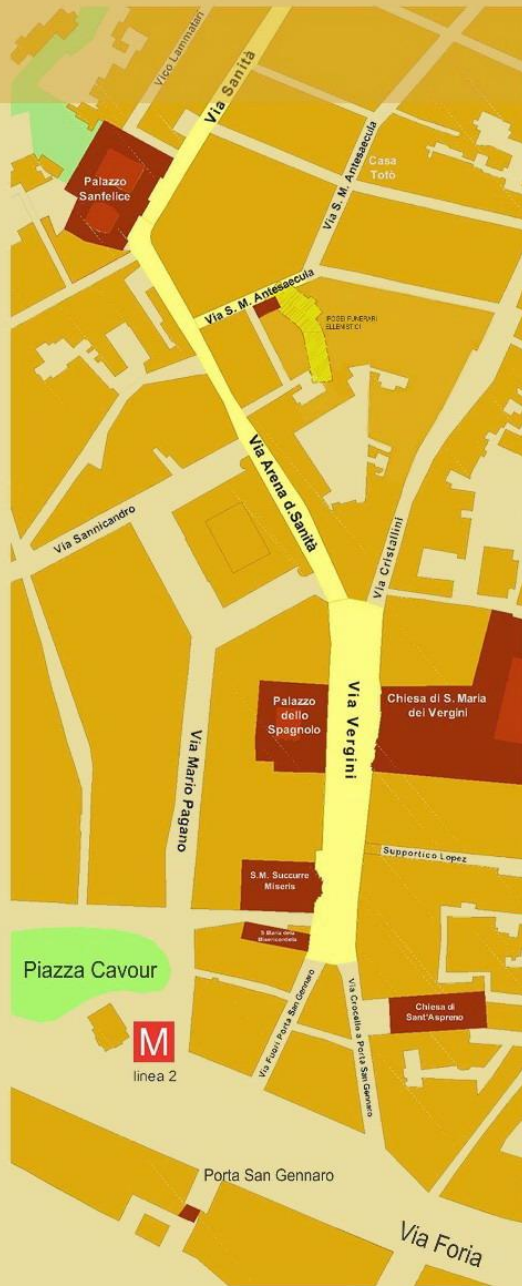 Vico Lammatari
Via Sanità
Palazzo
Sanfelice
Via S. M. Antesaecula
Casa
Totò
Via S. M. Antesaecula
IPOGEI FUNERARI
ELLENISTICI
Via Arena d.Sanità
Via Sannicandro
Via Cristallini
Palazzo
dello
Spagnolo
Via Vergini
Chiesa di S. Maria
dei Vergini
Via Mario Pagano
Supportico Lopez
S.M. Succurre
Miseris
S Maria della
Misericordiella
Piazza Cavour
Via Fuori Porta San Gennaro
Via Crocelle a Porta San Gennaro
Chiesa di
Sant'Aspreno
M
linea 2
Porta San Gennaro
Via Foria